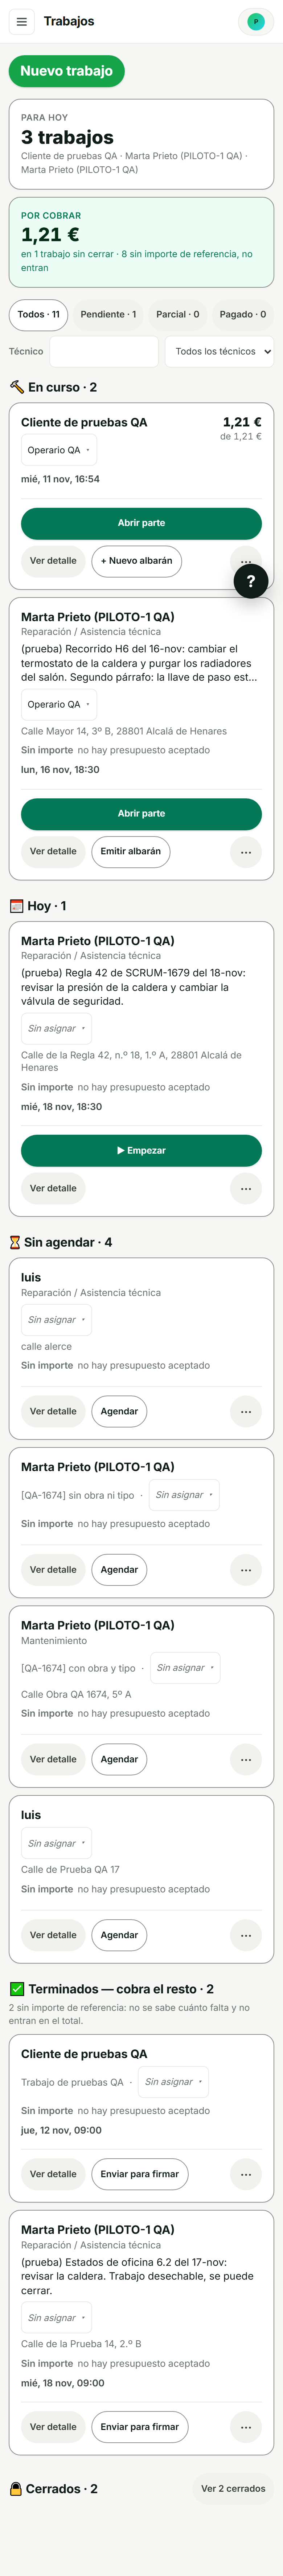 Trabajos
P
Nuevo trabajo
PARA HOY
3 trabajos
Cliente de pruebas QA · Marta Prieto (PILOTO-1 QA) ·
Marta Prieto (PILOTO-1 QA)
POR COBRAR
1,21 €
en 1 trabajo sin cerrar · 8 sin importe de referencia, no
entran
Todos · 11
Pendiente · 1
Parcial · 0
Pagado · 0
Técnico
Todos los técnicos
En curso · 2
Cliente de pruebas QA
1,21 €
de 1,21 €
Operario QA
mié, 11 nov, 16:54
Abrir parte
Ver detalle
+ Nuevo albarán
...
?
Marta Prieto (PILOTO-1 QA)
Reparación / Asistencia técnica
(prueba) Recorrido H6 del 16-nov: cambiar el
termostato de la caldera y purgar los radiadores
del salón. Segundo párrafo: la llave de paso est...
Operario QA
Calle Mayor 14, 3º B, 28801 Alcalá de Henares
Sin importe no hay presupuesto aceptado
lun, 16 nov, 18:30
Abrir parte
Ver detalle
Emitir albarán
...
Hoy · 1
Marta Prieto (PILOTO-1 QA)
Reparación / Asistencia técnica
(prueba) Regla 42 de SCRUM-1679 del 18-nov:
revisar la presión de la caldera y cambiar la
válvula de seguridad.
Sin asignar
Calle de la Regla 42, n.º 18, 1.º A, 28801 Alcalá de
Henares
Sin importe no hay presupuesto aceptado
mié, 18 nov, 18:30
▶ Empezar
Ver detalle
...
Sin agendar · 4
luis
Reparación / Asistencia técnica
Sin asignar
calle alerce
Sin importe no hay presupuesto aceptado
Ver detalle
Agendar
...
Marta Prieto (PILOTO-1 QA)
[QA-1674] sin obra ni tipo · Sin asignar
Sin importe no hay presupuesto aceptado
Ver detalle
Agendar
...
Marta Prieto (PILOTO-1 QA)
Mantenimiento
[QA-1674] con obra y tipo · Sin asignar
Calle Obra QA 1674, 5º A
Sin importe no hay presupuesto aceptado
Ver detalle
Agendar
...
luis
Sin asignar
Calle de Prueba QA 17
Sin importe no hay presupuesto aceptado
Ver detalle
Agendar
...
Terminados — cobra el resto · 2
2 sin importe de referencia: no se sabe cuánto falta y no
entran en el total.
Cliente de pruebas QA
Trabajo de pruebas QA · Sin asignar
Sin importe no hay presupuesto aceptado
jue, 12 nov, 09:00
Ver detalle
Enviar para firmar
...
Marta Prieto (PILOTO-1 QA)
Reparación / Asistencia técnica
(prueba) Estados de oficina 6.2 del 17-nov:
revisar la caldera. Trabajo desechable, se puede
cerrar.
Sin asignar
Calle de la Prueba 14, 2.º B
Sin importe no hay presupuesto aceptado
mié, 18 nov, 09:00
Ver detalle
Enviar para firmar
...
Cerrados · 2
Ver 2 cerrados